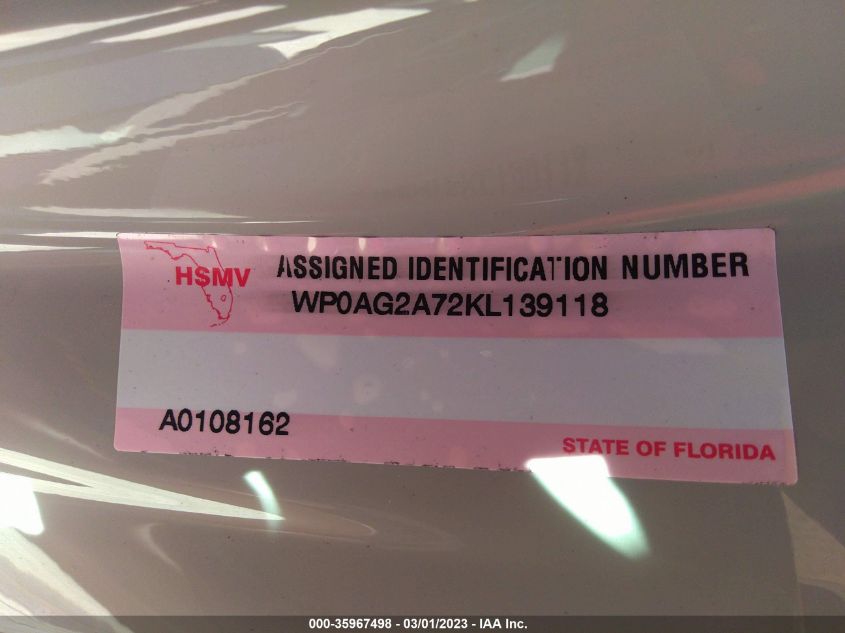 HSMV ASSIGNED IDENTIFICATION NUMBER
WP0AG2A72KL139118
A0108162
STATE OF FLORIDA
000-35967498 - 03/01/2023 - IAA Inc.